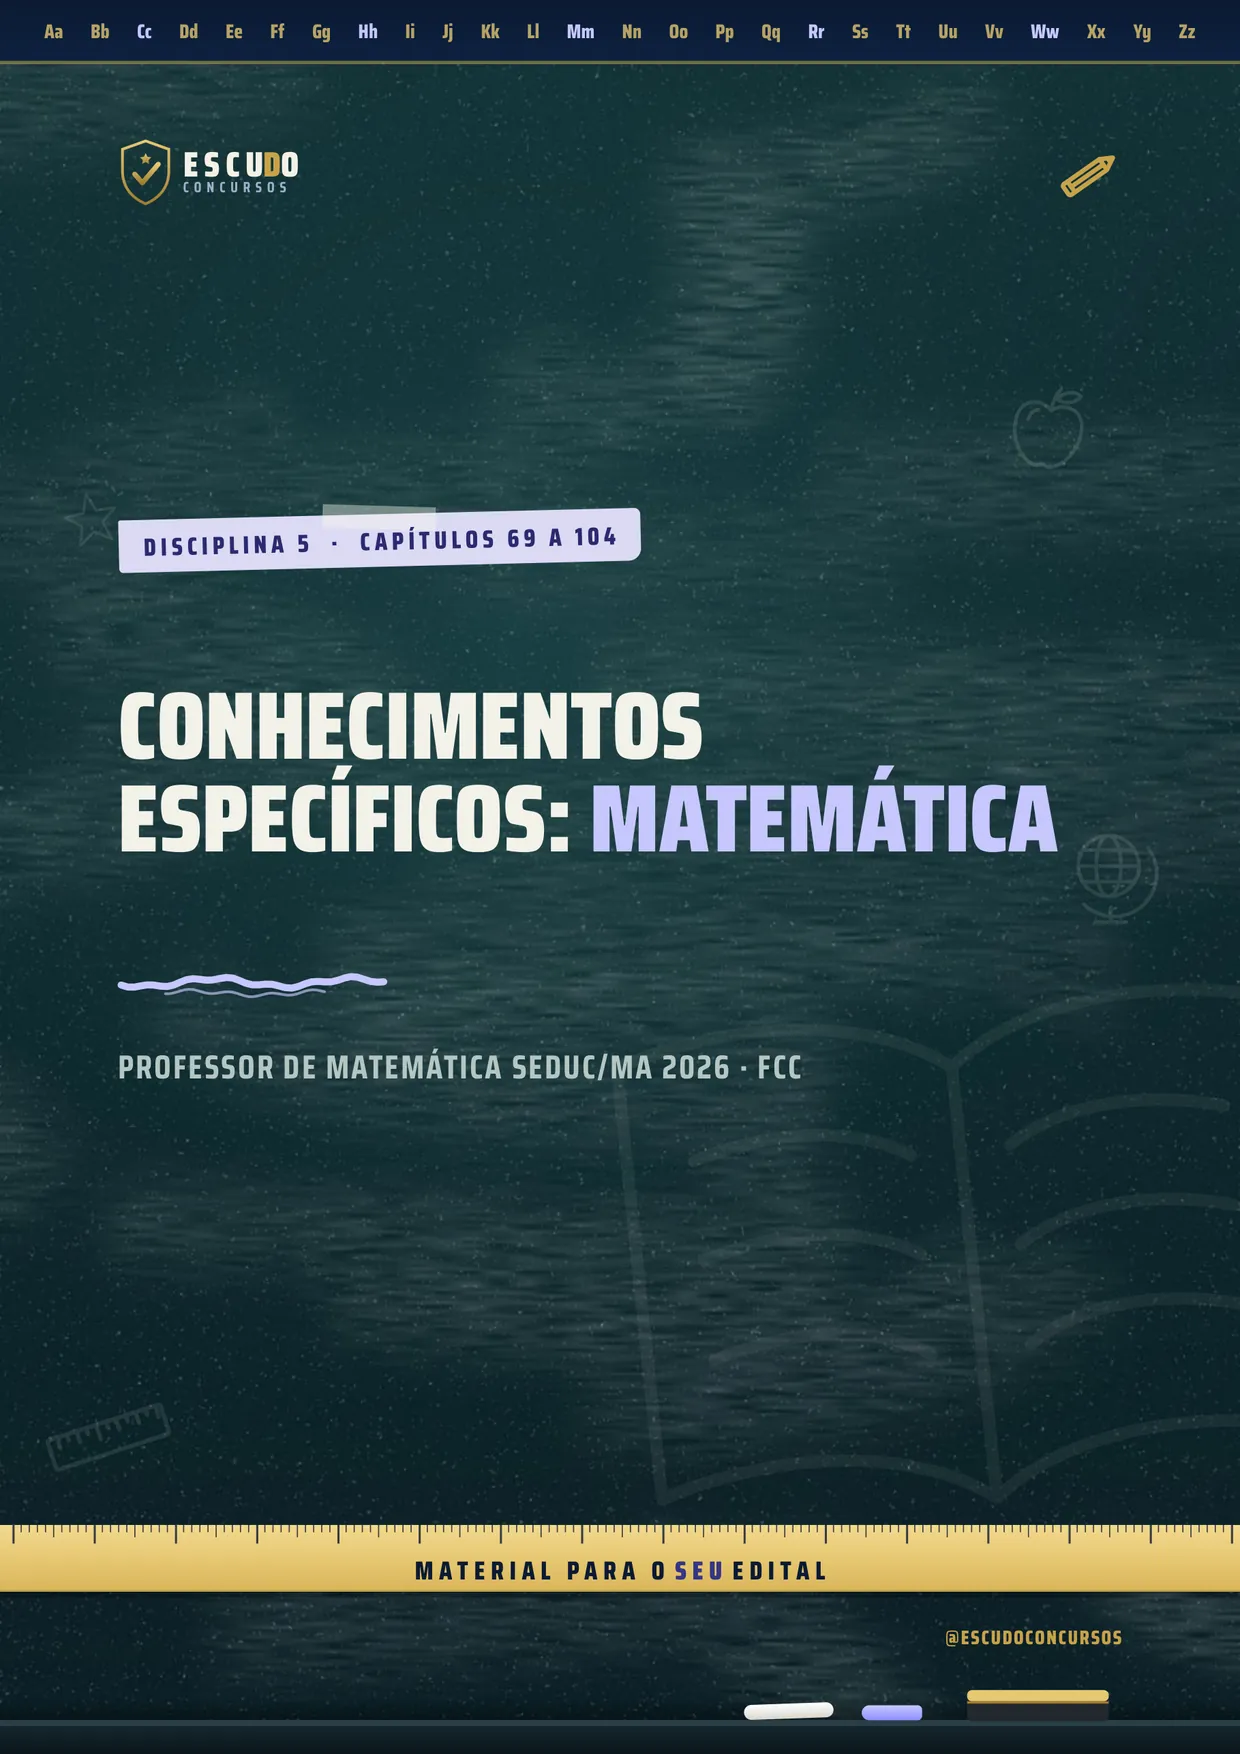 Aa Bb Cc Dd Ee Ff Gg Hh Ii Jj Kk Ll Mm Nn Oo Pp Qq Rr Ss Tt Uu Vv Ww Xx Yy Zz
ESCUDO
CONCURSOS
DISCIPLINA 5 · CAPÍTULOS 69 A 104
CONHECIMENTOS
ESPECÍFICOS: MATEMÁTICA
PROFESSOR DE MATEMÁTICA SEDUC/MA 2026 · FCC
MATERIAL PARA O SEU EDITAL
@ESCUDOCONCURSOS